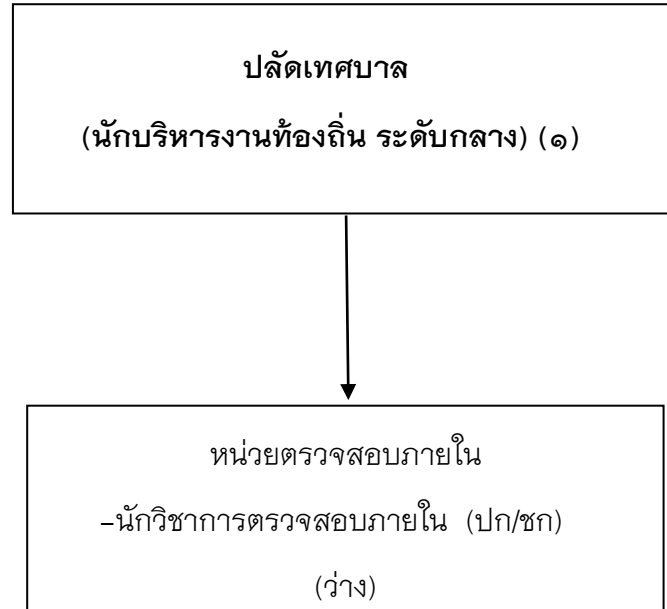 ปลัดเทศบาล
(นักบริหารงานท้องถิ่น ระดับกลาง) (๑)
หน่วยตรวจสอบภายใน
-นักวิชาการตรวจสอบภายใน (ปก/ชก)
(ว่าง)